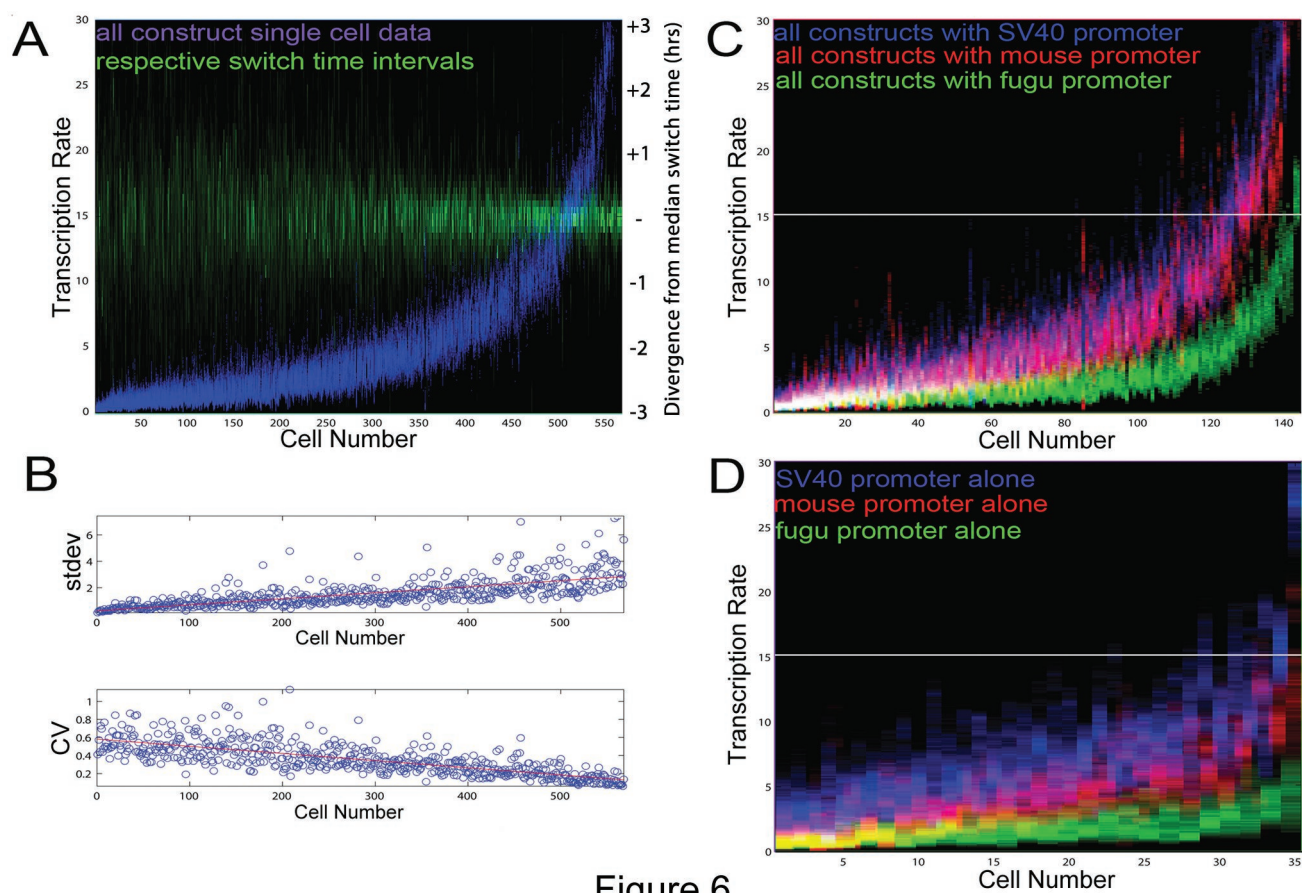 A
all construct single cell data
respective switch time intervals
Transcription Rate
30
25
20
15
10
5
0
50 100 150 200 250 300 350 400 450 500 550
Cell Number
+3
+2
+1
-
-1
-2
-3
Divergence from median switch time (hrs)
B
stdev
6
4
2
0 100 200 300 400 500
Cell Number
CV
1
0.8
0.6
0.4
0.2
0 100 200 300 400 500
Cell Number
C
all constructs with SV40 promoter
all constructs with mouse promoter
all constructs with fugu promoter
Transcription Rate
30
25
20
15
10
5
0
20 40 60 80 100 120 140
Cell Number
D
SV40 promoter alone
mouse promoter alone
fugu promoter alone
Transcription Rate
30
25
20
15
10
5
0
5 10 15 20 25 30 35
Cell Number
Figure 6